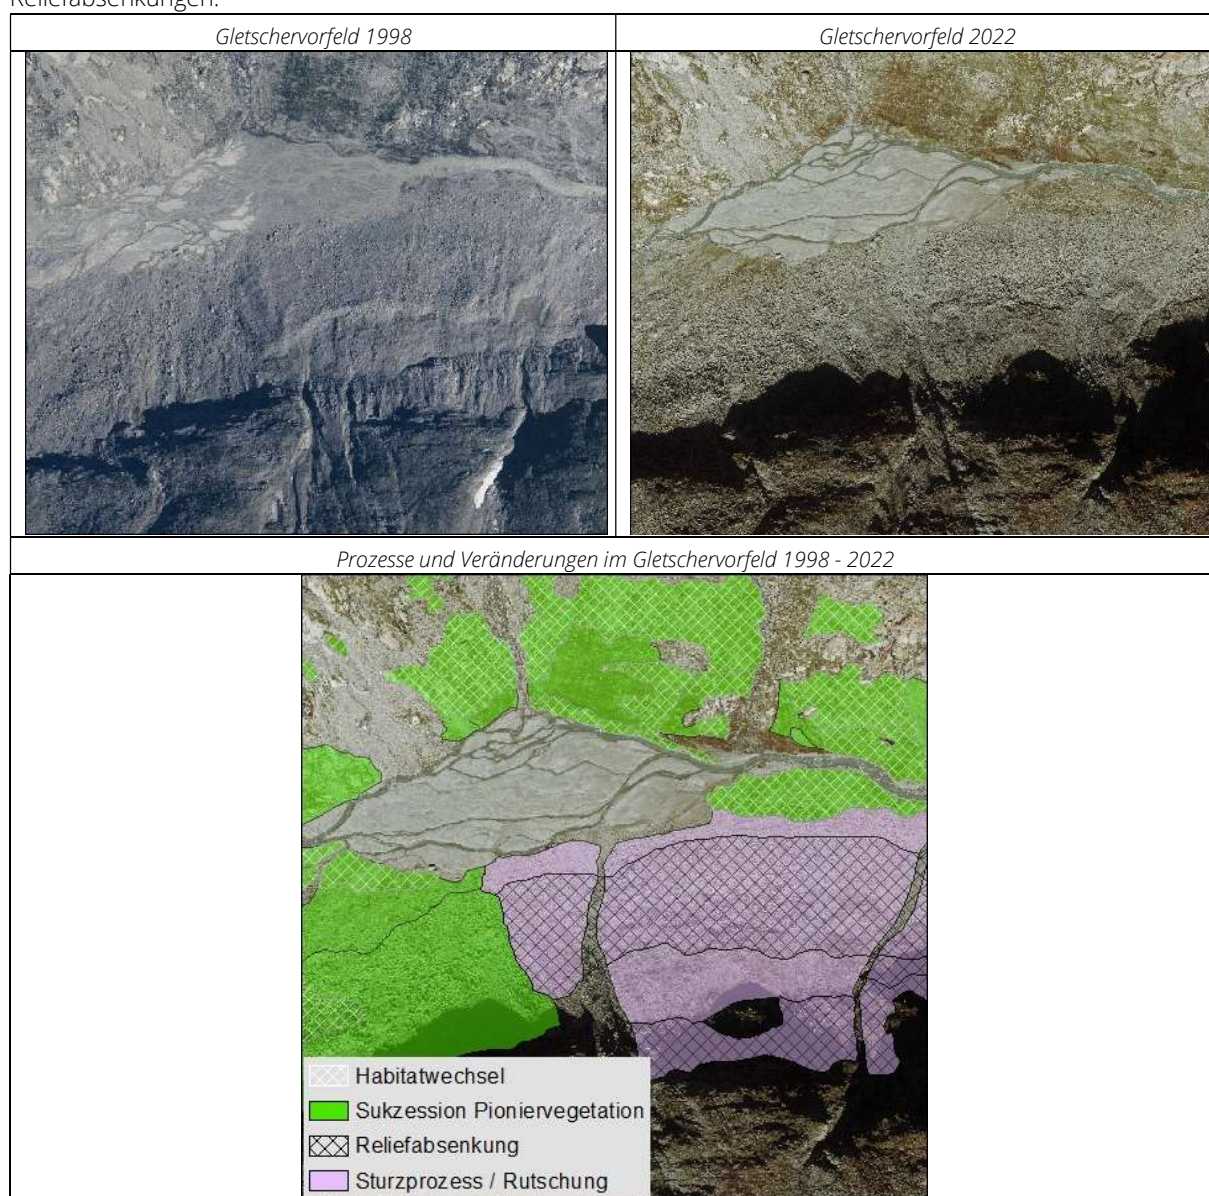 Reliefabsenkungen.
Gletschervorfeld 1998
Gletschervorfeld 2022
Prozesse und Veränderungen im Gletschervorfeld 1998 - 2022
Habitatwechsel
Sukzession Pioniervegetation
Reliefabsenkung
Sturzprozess / Rutschung